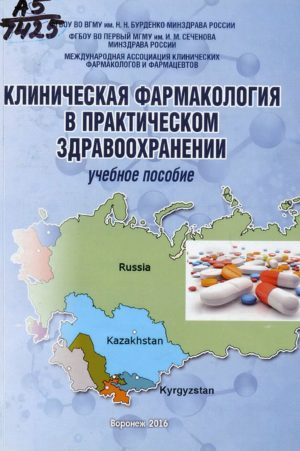 А5
7425
БОУ ВО ВГМУ им. Н. Н. БУРДЕНКО МИНЗДРАВА РОССИИ
ФГБОУ ВО ПЕРВЫЙ МГМУ им. И. М. СЕЧЕНОВА
МИНЗДРАВА РОССИИ
МЕЖДУНАРОДНАЯ АССОЦИАЦИЯ КЛИНИЧЕСКИХ
ФАРМАКОЛОГОВ И ФАРМАЦЕВТОВ
КЛИНИЧЕСКАЯ ФАРМАКОЛОГИЯ
В ПРАКТИЧЕСКОМ
ЗДРАВООХРАНЕНИИ
учебное пособие
Russia
Kazakhstan
Kyrgyzstan
Воронеж 2016